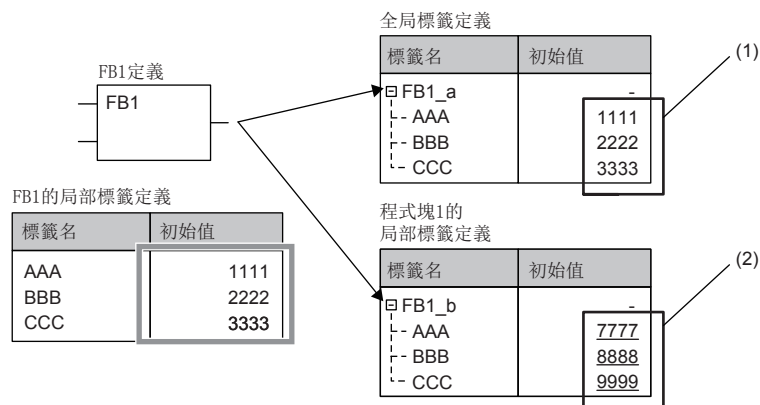 FB1定義
FB1
FB1的局部標籤定義
標籤名 初始值
AAA 1111
BBB 2222
CCC 3333
全局標籤定義
標籤名 初始值
FB1_a -
AAA 1111
BBB 2222
CCC 3333
(1)
程式塊1的
局部標籤定義
標籤名 初始值
FB1_b -
AAA 7777
BBB 8888
CCC 9999
(2)